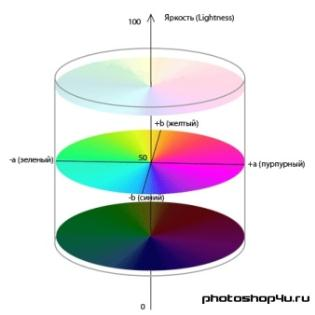 100
Яркость (Lightness)
+b (желтый)
-a (зеленый)
50
+a (пурпурный)
-b (синий)
0
photoshop4u.ru